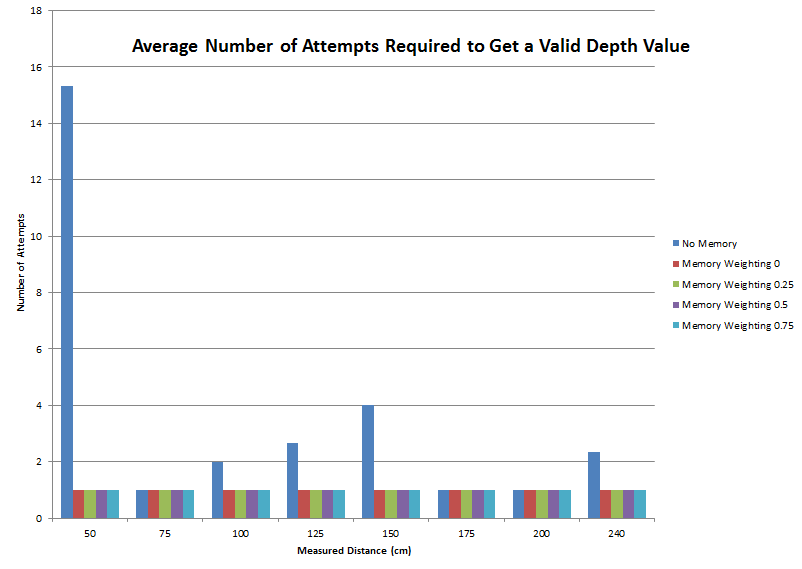 Average Number of Attempts Required to Get a Valid Depth Value
18
16
14
12
10
8
6
4
2
0
Number of Attempts
50 75 100 125 150 175 200 240
Measured Distance (cm)
No Memory
Memory Weighting 0
Memory Weighting 0.25
Memory Weighting 0.5
Memory Weighting 0.75